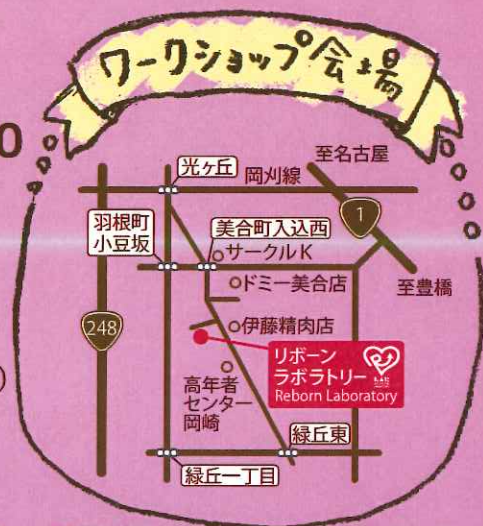 ワークショップ会場
0
光ヶ丘
岡刈線
至名古屋
1
羽根町
小豆坂
美合町入込西
サークルK
ドミー美合店
至豊橋
248
伊藤精肉店
)
リボーン
ラボラトリー
Reborn Laboratory
高年者
センター
岡崎
緑丘東
緑丘一丁目